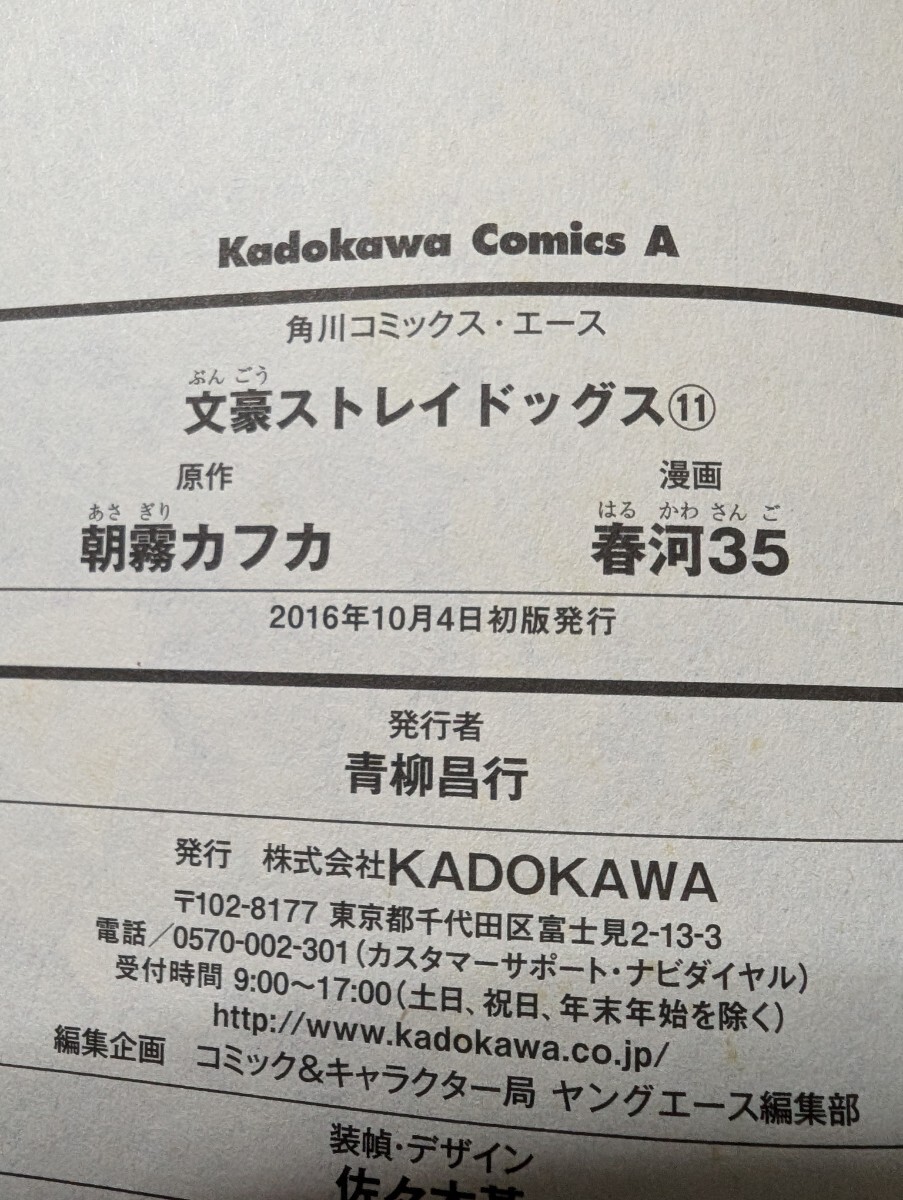 Kadokawa Comics A
角川コミックス・エース
ぶん ごう
文豪ストレイドッグス⑪
原作 漫画
あさ ぎり はる かわ さん ご
朝霧カフカ 春河35
2016年10月4日初版発行
発行者
青柳昌行
発行 株式会社KADOKAWA
〒102-8177 東京都千代田区富士見2-13-3
電話/0570-002-301(カスタマーサポート・ナビダイヤル)
受付時間 9:00〜17:00(土日、祝日、年末年始を除く)
http://www.kadokawa.co.jp/
編集企画 コミック&キャラクター局 ヤングエース編集部
装幀・デザイン
佐々木基